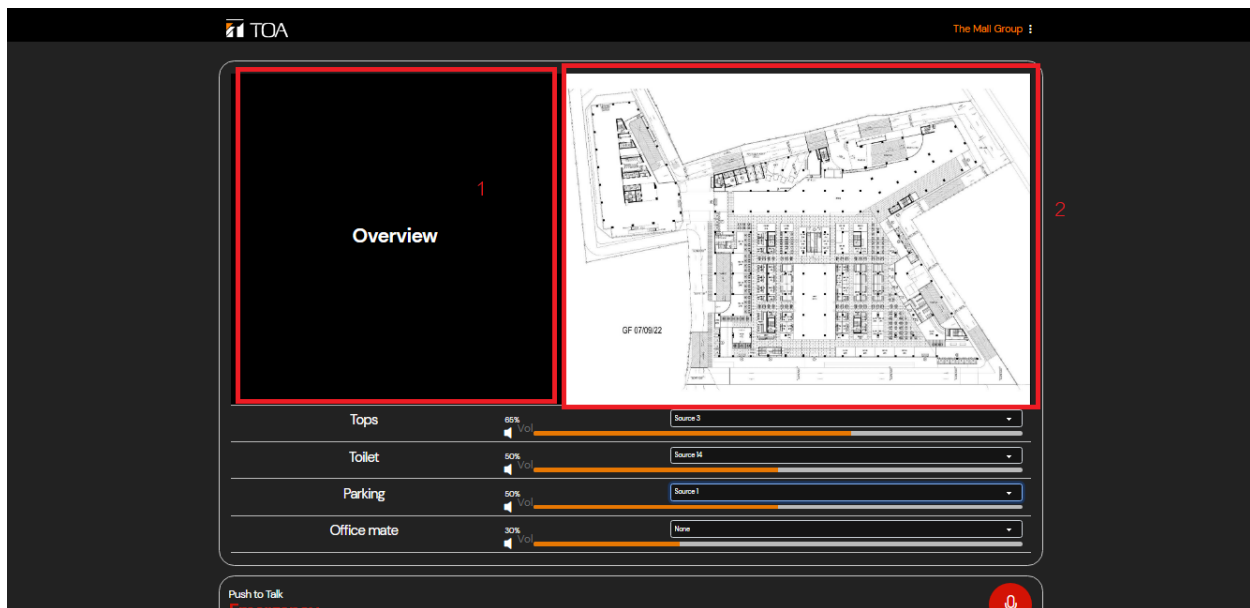 TOA
The Mall Group
1
Overview
2
GF 07/09/22
Tops
65%
Vol
Source 3
Toilet
50%
Vol
Source 14
Parking
50%
Vol
Source 1
Office mate
30%
Vol
None
Push to Talk